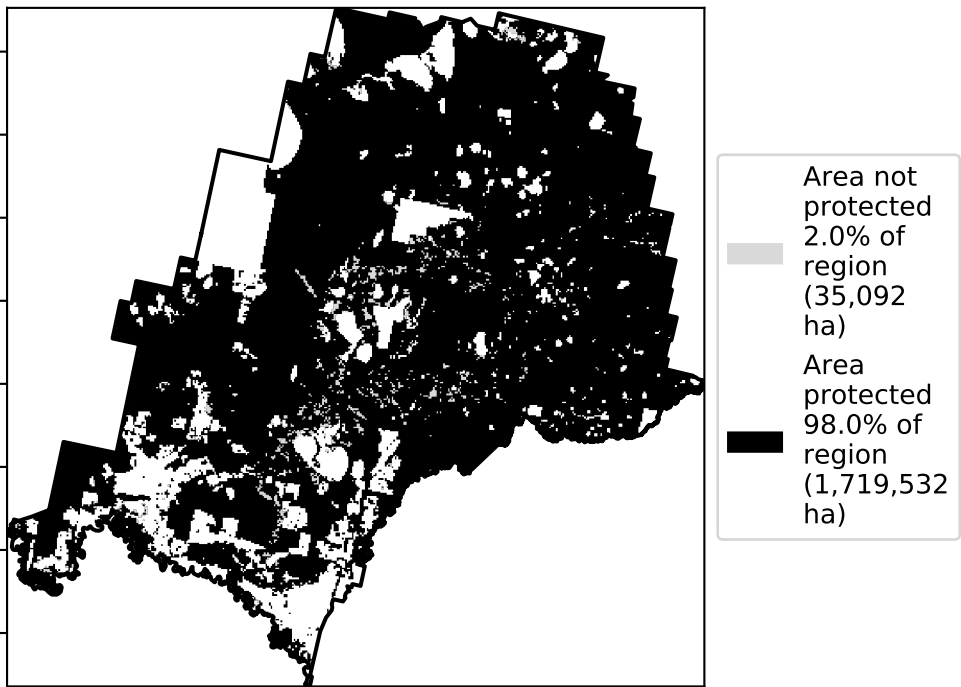 Area not
protected
2.0% of
region
(35,092
ha)
Area
protected
98.0% of
region
(1,719,532
ha)